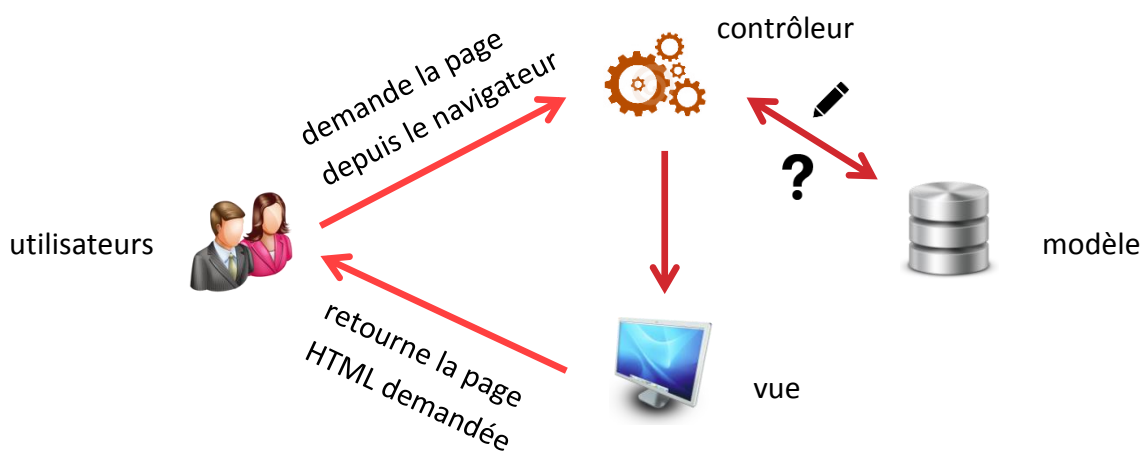 contrôleur
demande la page
depuis le navigateur
?
utilisateurs
modèle
retourne la page
HTML demandée
vue